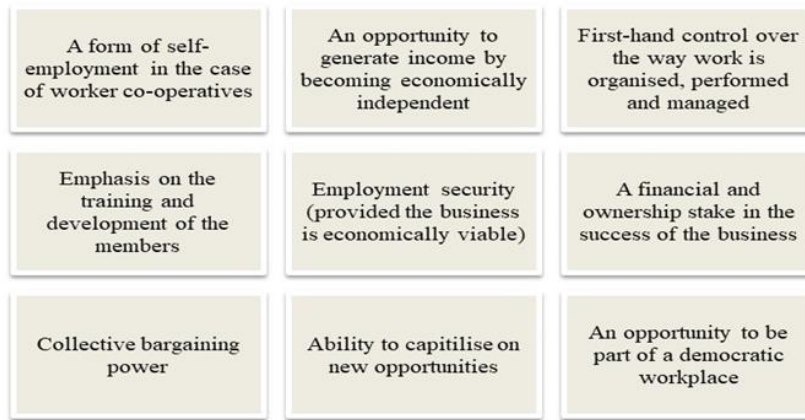 A form of self-
employment in the case
of worker co-operatives
An opportunity to
generate income by
becoming economically
independent
First-hand control over
the way work is
organised, performed
and managed
Emphasis on the
training and
development of the
members
Employment security
(provided the business
is economically viable)
A financial and
ownership stake in the
success of the business
Collective bargaining
power
Ability to capitilise on
new opportunities
An opportunity to be
part of a democratic
workplace